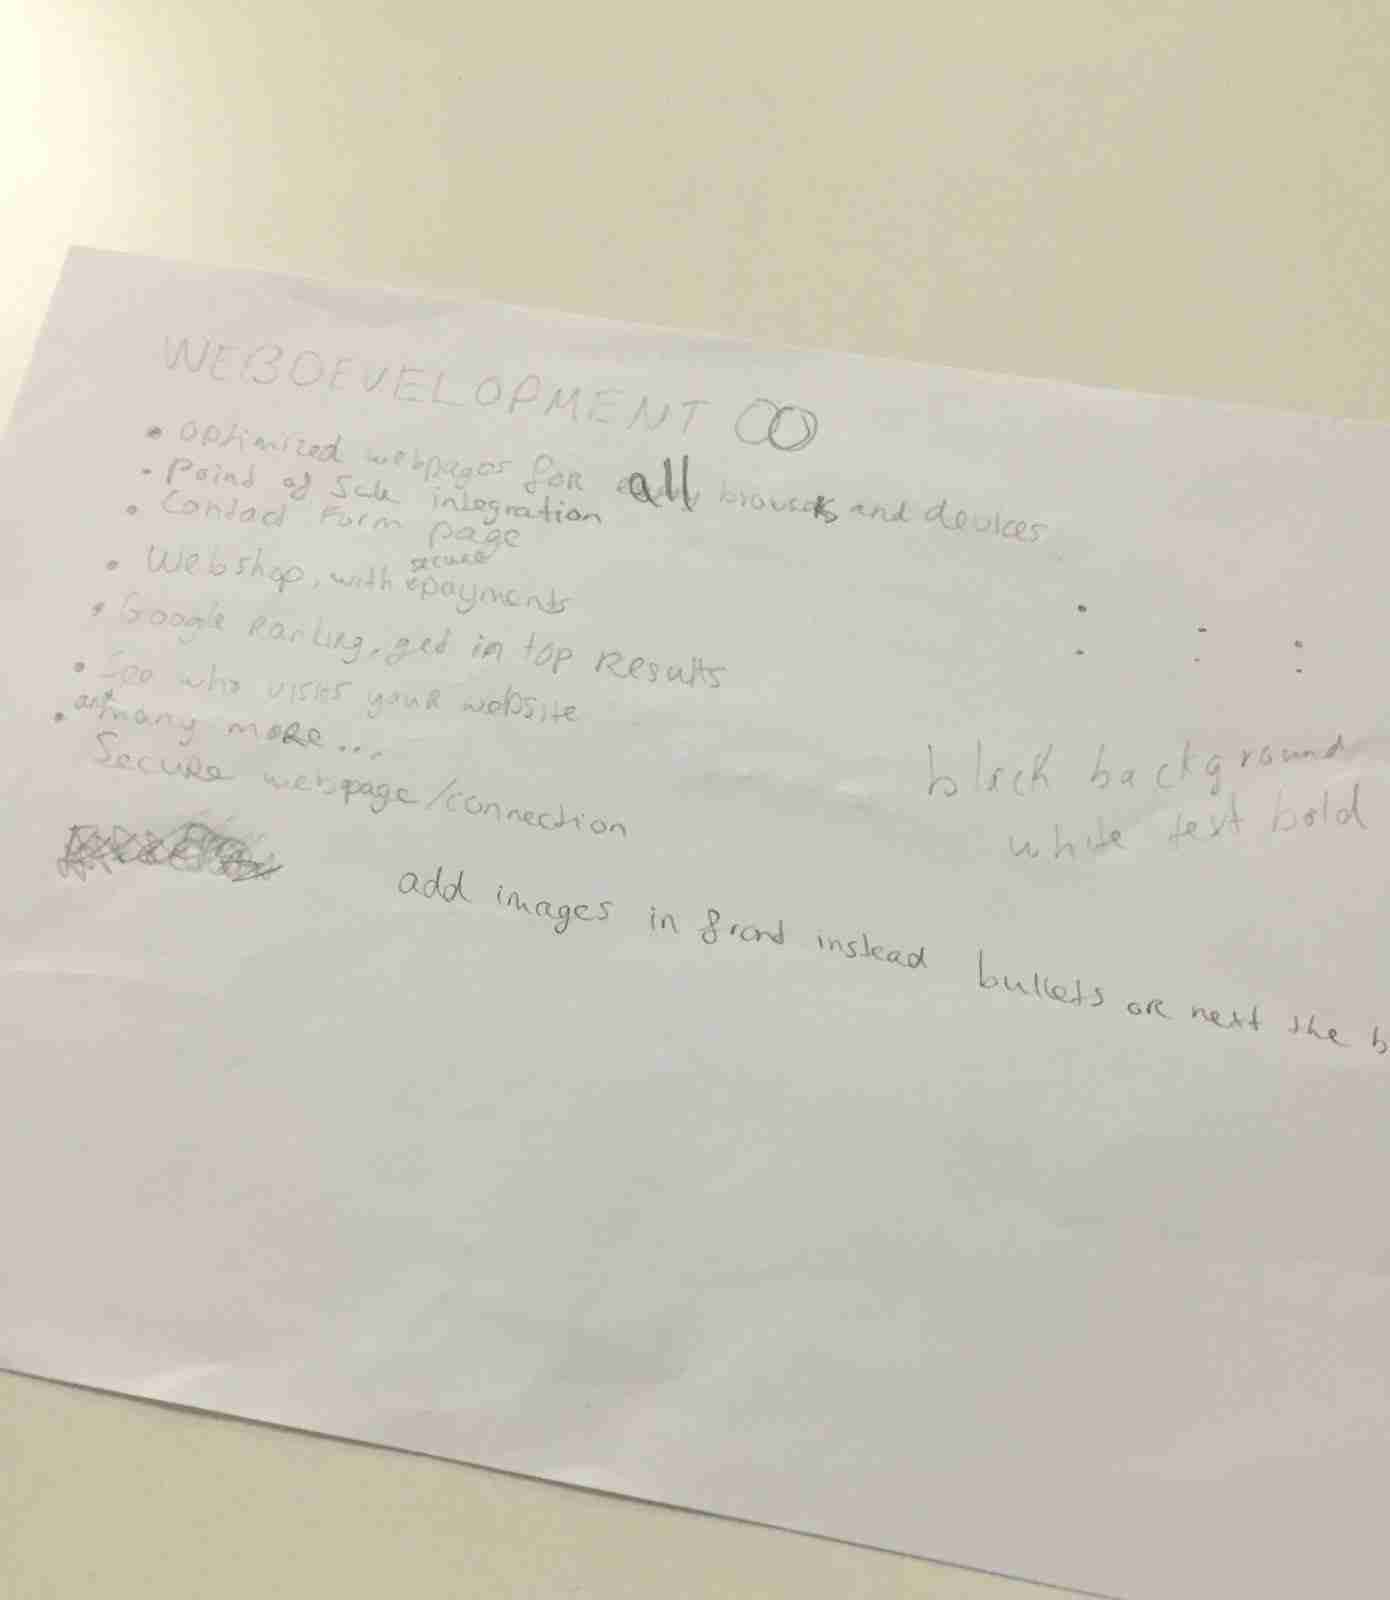 WEBDEVELOPMENT
• Optimized webpages for all browsers and devices
• Point of Sale integration
• Contact Form page
• Webshop, with secure payments
• Google Ranking, get in top Results
• See who visits your website
• and many more...
Secure webpage/connection
black background
white text bold
add images in front instead bullets or next the b